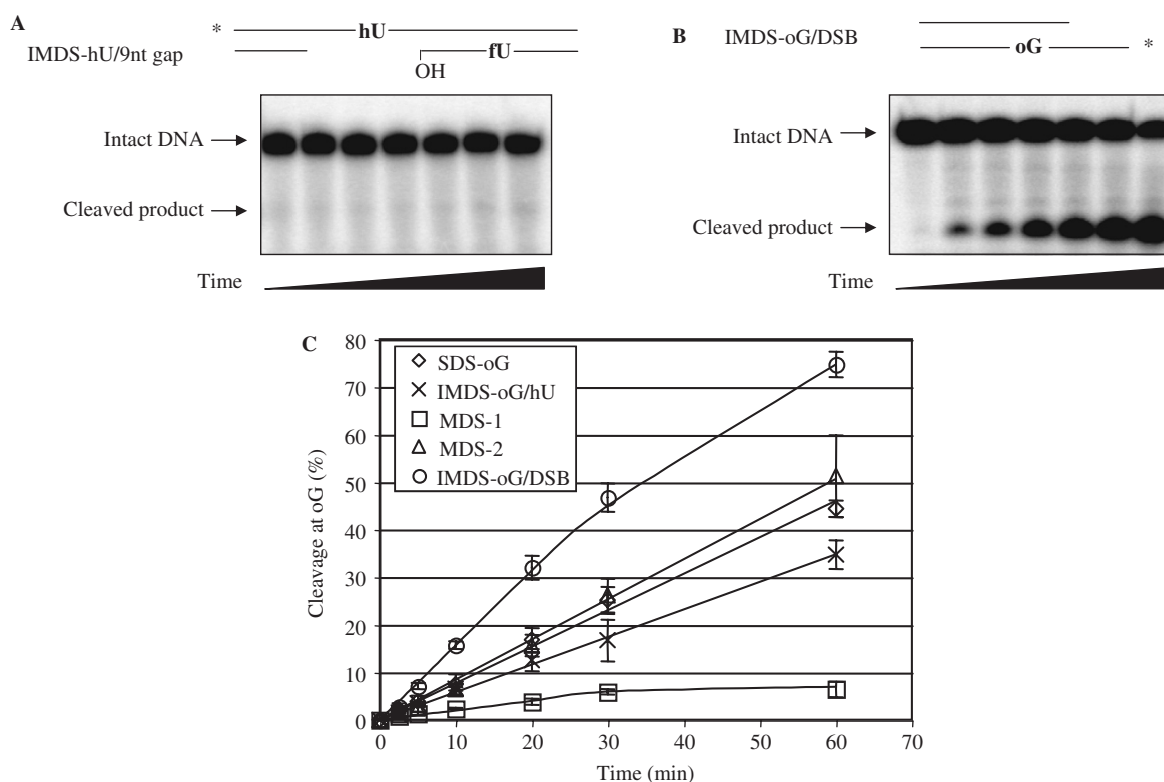 A
* hU
IMDS-hU/9nt gap
fU
OH
Intact DNA
Cleaved product
Time
B
IMDS-oG/DSB
oG *
Intact DNA
Cleaved product
Time
C
80
70
60
50
40
30
20
10
0
Cleavage at oG (%)
SDS-oG
IMDS-oG/hU
MDS-1
MDS-2
IMDS-oG/DSB
0 10 20 30 40 50 60 70
Time (min)